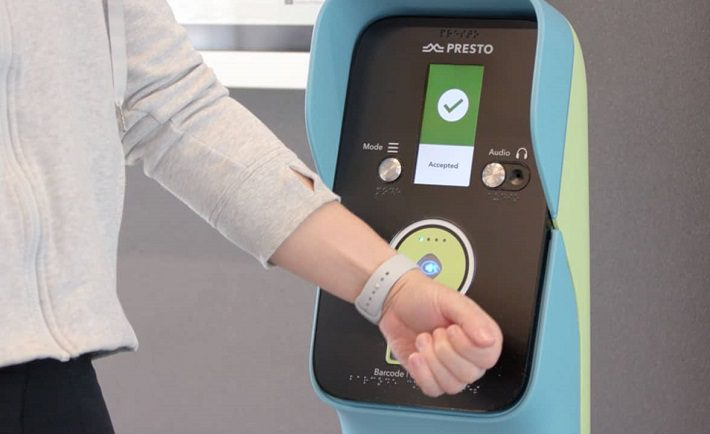 PRESTO
Mode
Audio
Accepted
Barcode